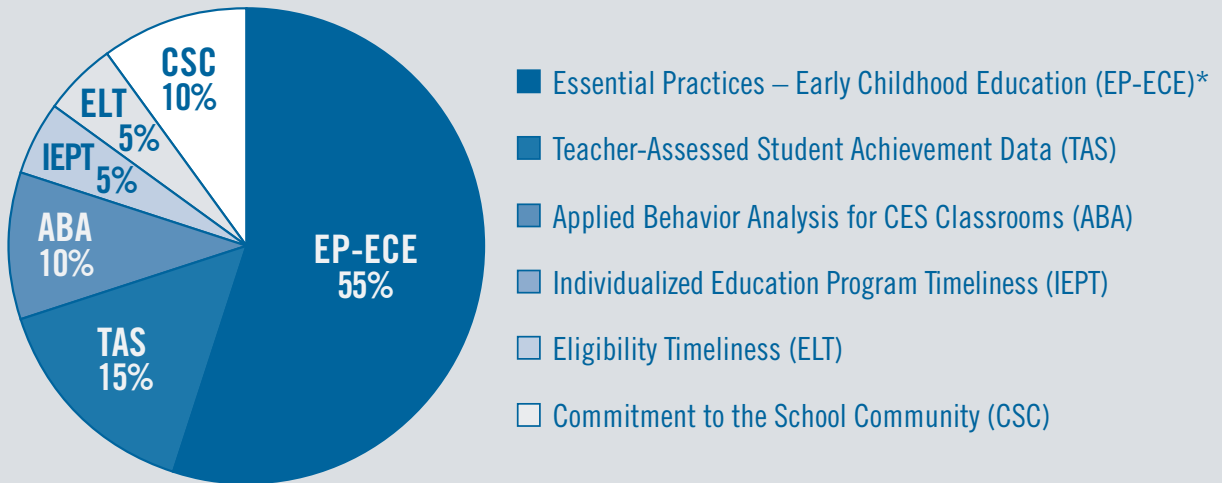 CSC
10%
ELT
5%
IEPT
5%
ABA
10%
TAS
15%
EP-ECE
55%
Essential Practices – Early Childhood Education (EP-ECE)*
Teacher-Assessed Student Achievement Data (TAS)
Applied Behavior Analysis for CES Classrooms (ABA)
Individualized Education Program Timeliness (IEPT)
Eligibility Timeliness (ELT)
Commitment to the School Community (CSC)